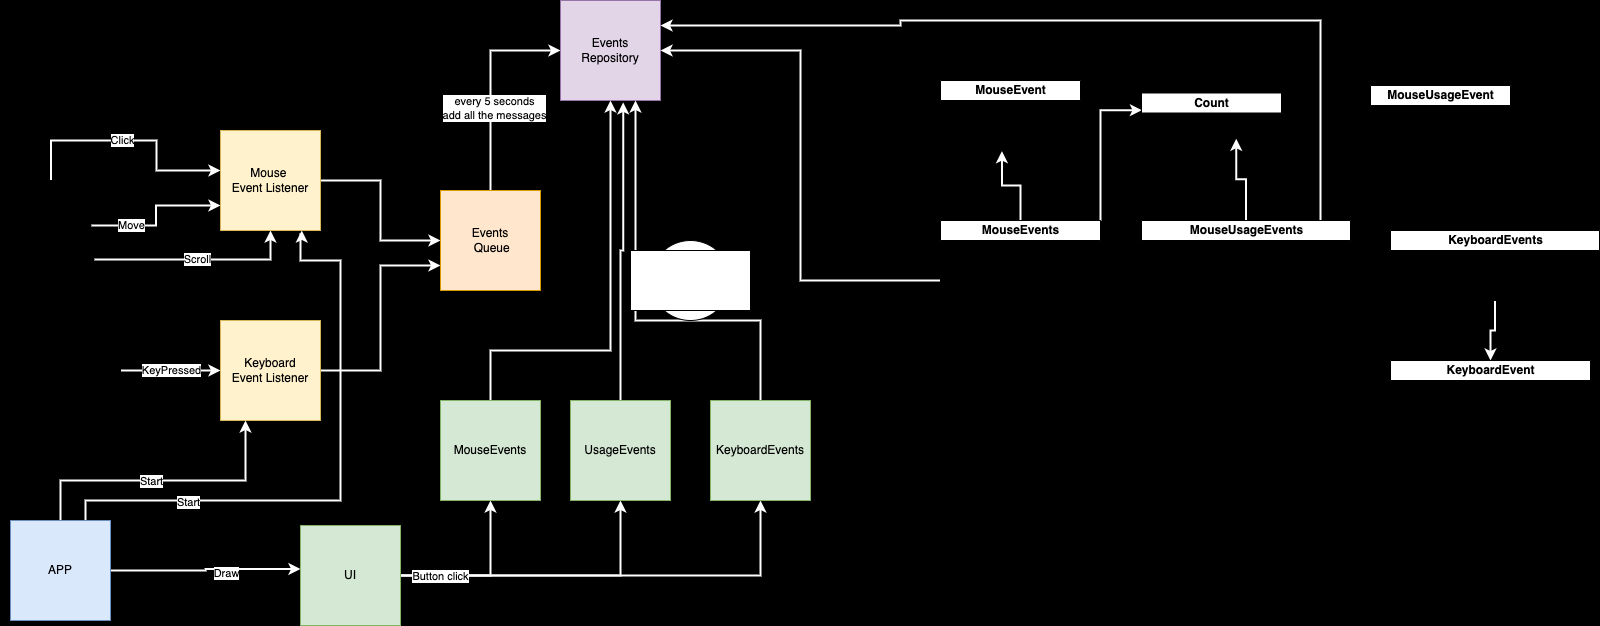 Events
Repository
every 5 seconds
add all the messages
MouseEvent
Count
MouseUsageEvent
Click
Mouse
Event Listener
Move
Scroll
Events
Queue
MouseEvents
MouseUsageEvents
KeyboardEvents
KeyPressed
Keyboard
Event Listener
KeyboardEvent
MouseEvents
UsageEvents
KeyboardEvents
Start
Start
APP
Draw
UI
Button click